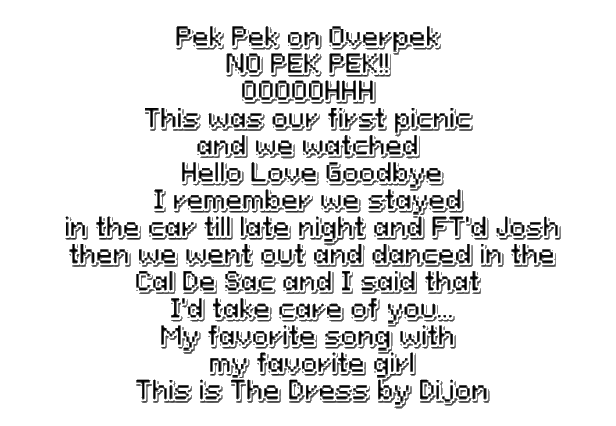 Pek Pek on Overpek
NO PEK PEK!!
OOOOOHHH
This was our first picnic
and we watched
Hello Love Goodbye
I remember we stayed
in the car till late night and FT'd Josh
then we went out and danced in the
Cal De Sac and I said that
I'd take care of you...
My favorite song with
my favorite girl
This is The Dress by Dijon